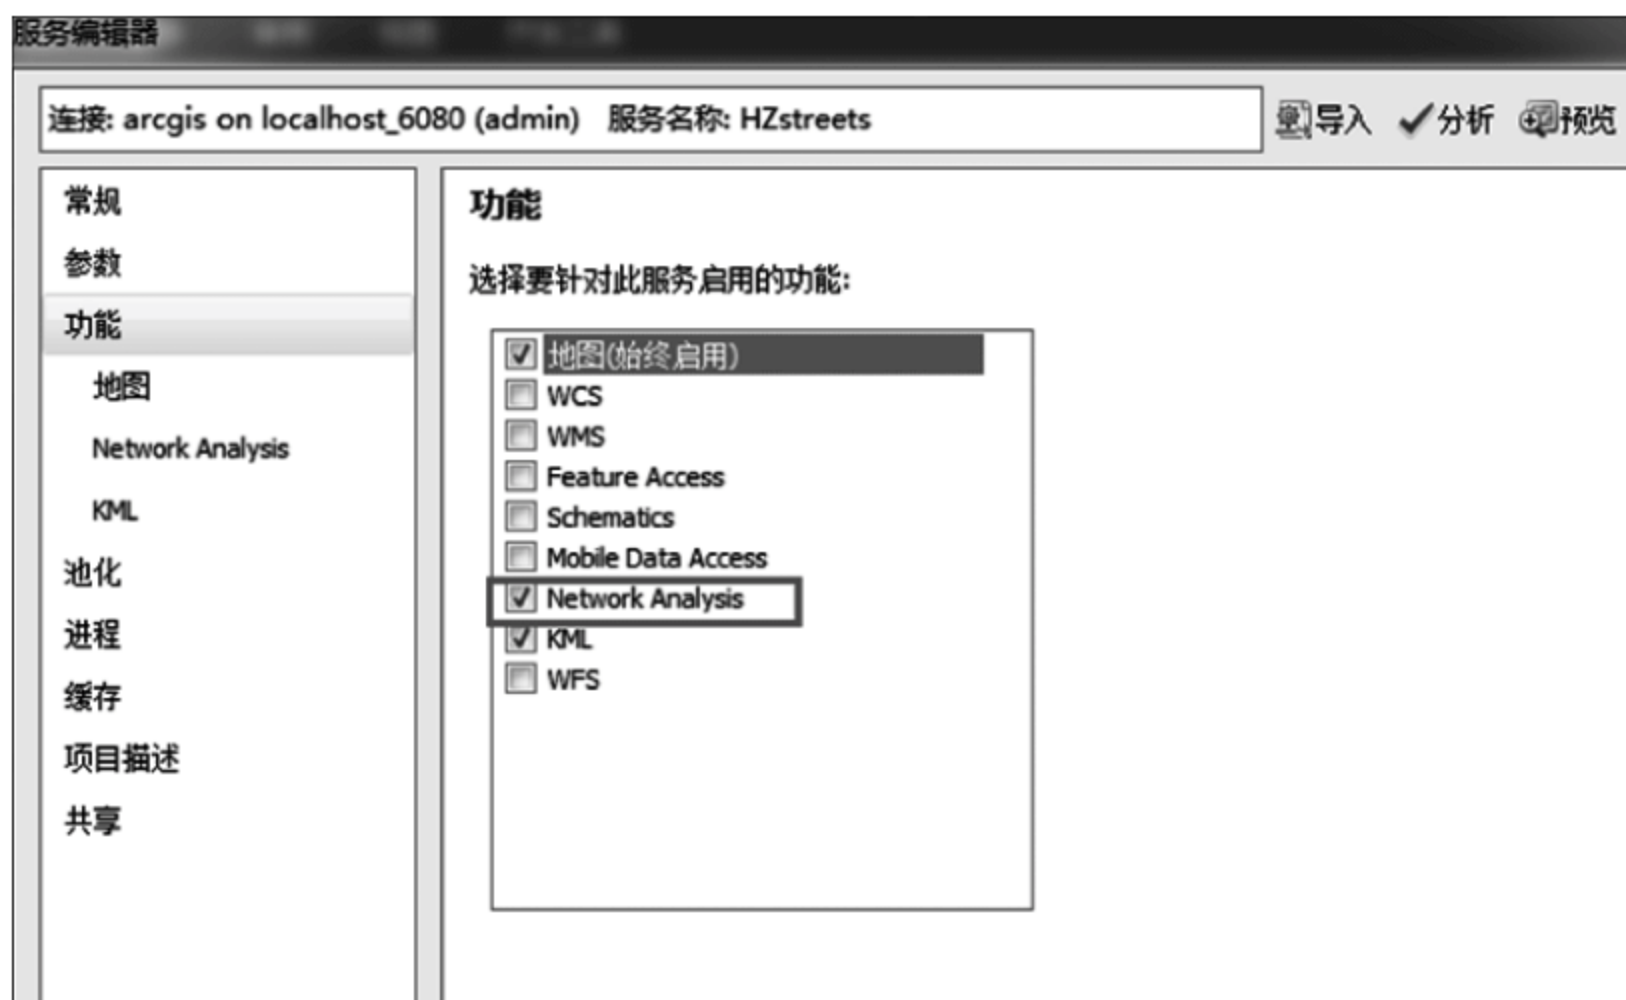 服务编辑器
连接: arcgis on localhost_6080 (admin) 服务名称: HZstreets
导入 分析 预览
常规
参数
功能
地图
Network Analysis
KML
池化
进程
缓存
项目描述
共享
功能
选择要针对此服务启用的功能:
地图(始终启用)
WCS
WMS
Feature Access
Schematics
Mobile Data Access
Network Analysis
KML
WFS